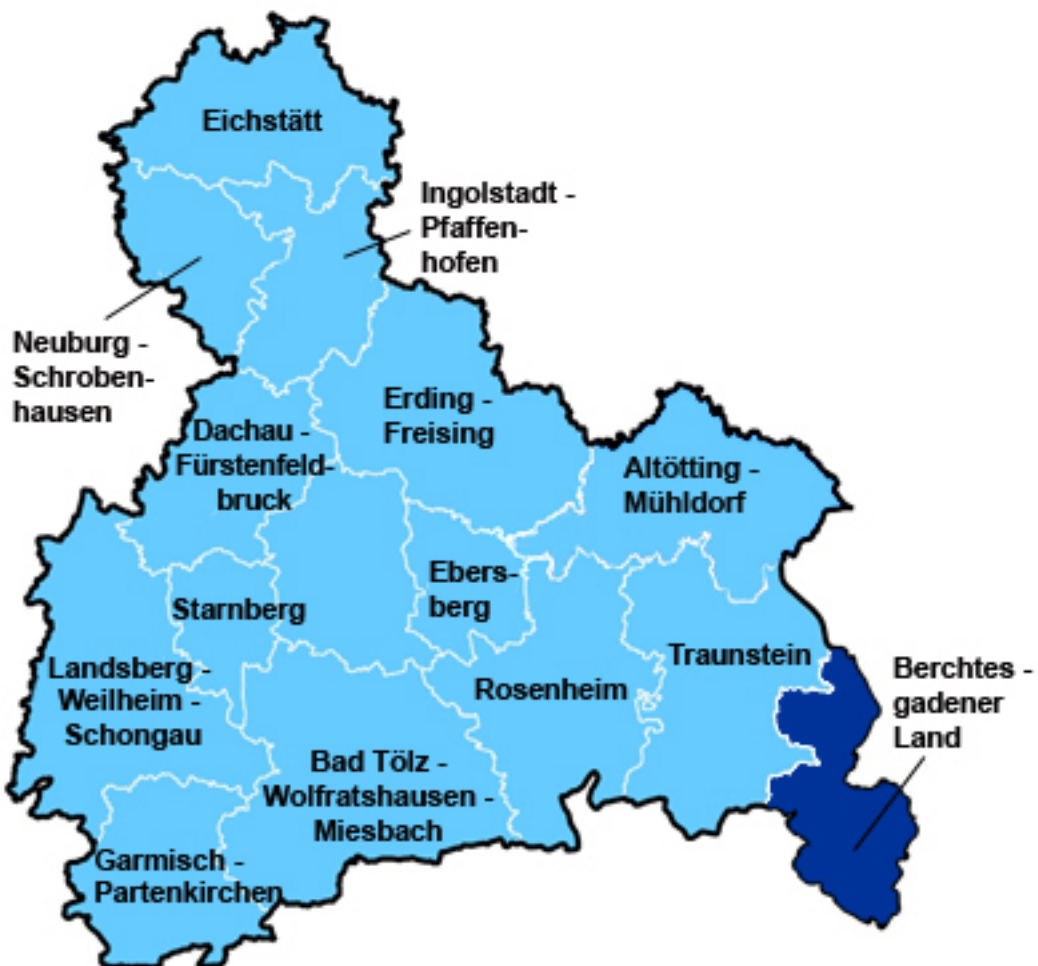 Eichstätt
Ingolstadt -
Pfaffen-
hofen
Neuburg -
Schroben-
hausen
Erding -
Freising
Dachau -
Fürstenfeld-
bruck
Altötting -
Mühldorf
Ebers-
berg
Starnberg
Landsberg -
Weilheim -
Schongau
Rosenheim
Traunstein
Berchtes -
gadener
Land
Bad Tölz -
Wolfratshausen -
Miesbach
Garmisch -
Partenkirchen